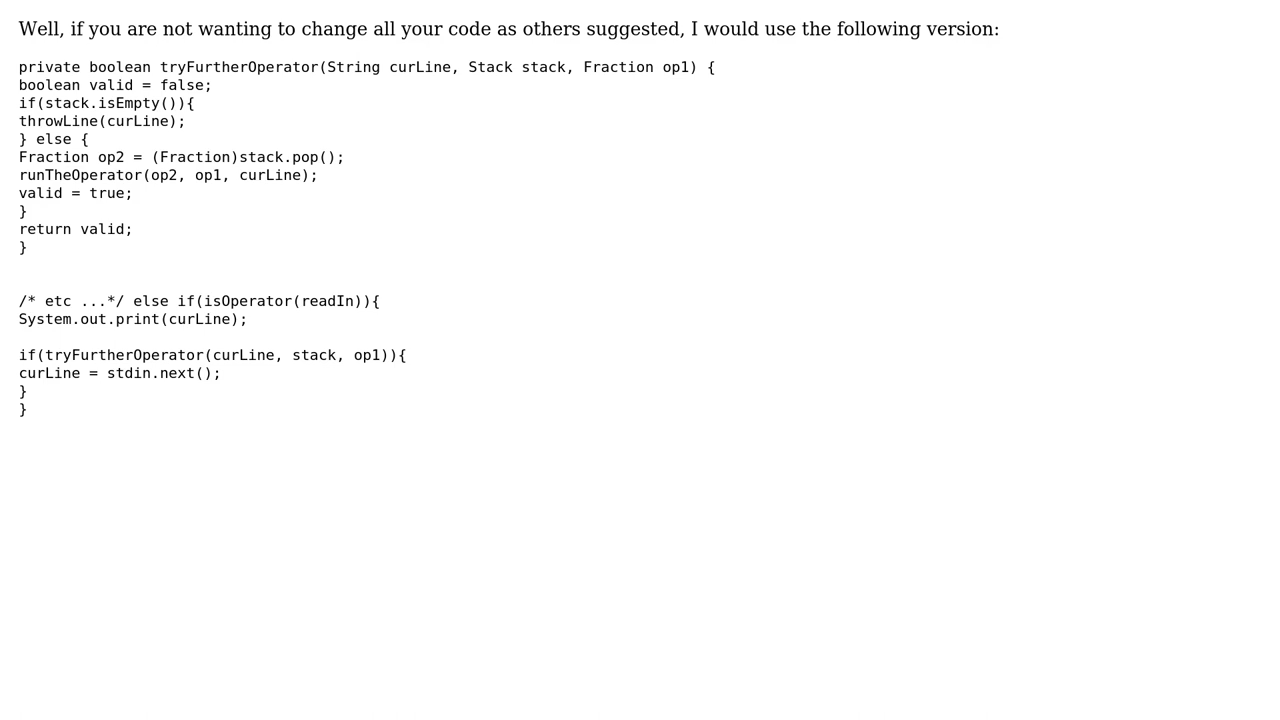 Well, if you are not wanting to change all your code as others suggested, I would use the following version:
private boolean tryFurtherOperator(String curLine, Stack stack, Fraction op1) {
boolean valid = false;
if(stack.isEmpty()){
throwLine(curLine);
} else {
Fraction op2 = (Fraction)stack.pop();
runTheOperator(op2, op1, curLine);
valid = true;
}
return valid;
}
/* etc ...*/ else if(isOperator(readIn)){
System.out.print(curLine);
if(tryFurtherOperator(curLine, stack, op1)){
curLine = stdin.next();
}
}